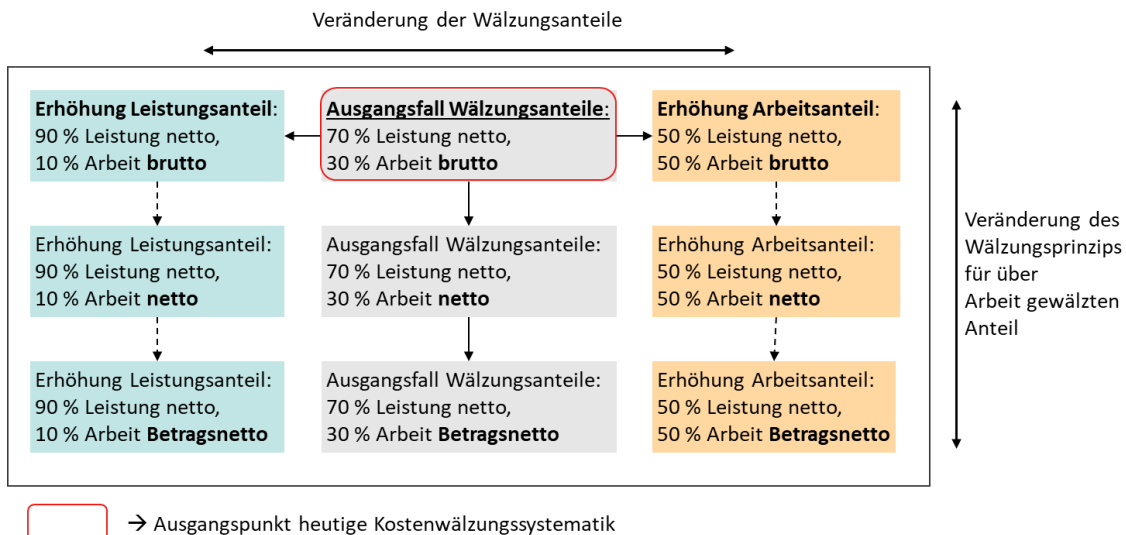 Veränderung der Wälzungsanteile
Erhöhung Leistungsanteil:
90 % Leistung netto,
10 % Arbeit brutto
Ausgangsfall Wälzungsanteile:
70 % Leistung netto,
30 % Arbeit brutto
Erhöhung Arbeitsanteil:
50 % Leistung netto,
50 % Arbeit brutto
Erhöhung Leistungsanteil:
90 % Leistung netto,
10 % Arbeit netto
Ausgangsfall Wälzungsanteile:
70 % Leistung netto,
30 % Arbeit netto
Erhöhung Arbeitsanteil:
50 % Leistung netto,
50 % Arbeit netto
Erhöhung Leistungsanteil:
90 % Leistung netto,
10 % Arbeit Betragsnetto
Ausgangsfall Wälzungsanteile:
70 % Leistung netto,
30 % Arbeit Betragsnetto
Erhöhung Arbeitsanteil:
50 % Leistung netto,
50 % Arbeit Betragsnetto
Veränderung des
Wälzungsprinzips
für über
Arbeit gewälzten
Anteil
→ Ausgangspunkt heutige Kostenwälzungssystematik